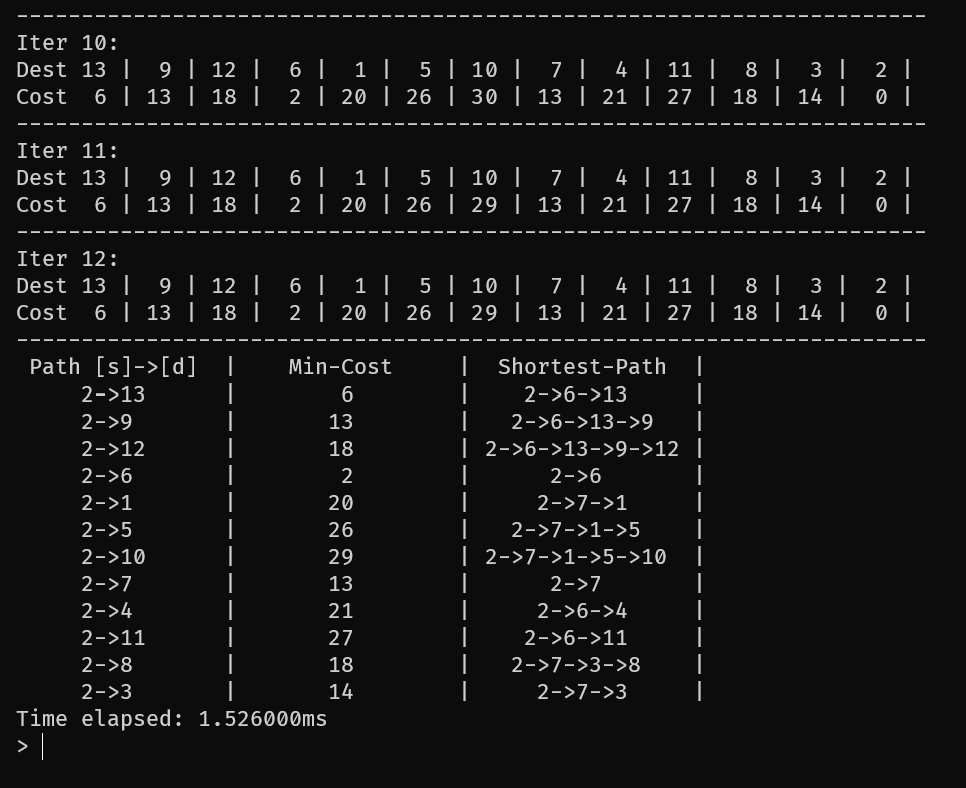 ----------------------------------------------------------------------
Iter 10:
Dest 13 |  9 | 12 |  6 |  1 |  5 | 10 |  7 |  4 | 11 |  8 |  3 |  2 |
Cost  6 | 13 | 18 |  2 | 20 | 26 | 30 | 13 | 21 | 27 | 18 | 14 |  0 |
----------------------------------------------------------------------
Iter 11:
Dest 13 |  9 | 12 |  6 |  1 |  5 | 10 |  7 |  4 | 11 |  8 |  3 |  2 |
Cost  6 | 13 | 18 |  2 | 20 | 26 | 29 | 13 | 21 | 27 | 18 | 14 |  0 |
----------------------------------------------------------------------
Iter 12:
Dest 13 |  9 | 12 |  6 |  1 |  5 | 10 |  7 |  4 | 11 |  8 |  3 |  2 |
Cost  6 | 13 | 18 |  2 | 20 | 26 | 29 | 13 | 21 | 27 | 18 | 14 |  0 |
----------------------------------------------------------------------
 Path [s]->[d]  |    Min-Cost     |  Shortest-Path  |
     2->13      |        6        |    2->6->13     |
     2->9       |       13        |   2->6->13->9   |
     2->12      |       18        | 2->6->13->9->12 |
     2->6       |        2        |      2->6       |
     2->1       |       20        |     2->7->1     |
     2->5       |       26        |   2->7->1->5    |
     2->10      |       29        | 2->7->1->5->10  |
     2->7       |       13        |      2->7       |
     2->4       |       21        |     2->6->4     |
     2->11      |       27        |    2->6->11     |
     2->8       |       18        |   2->7->3->8    |
     2->3       |       14        |     2->7->3     |
Time elapsed: 1.526000ms
>